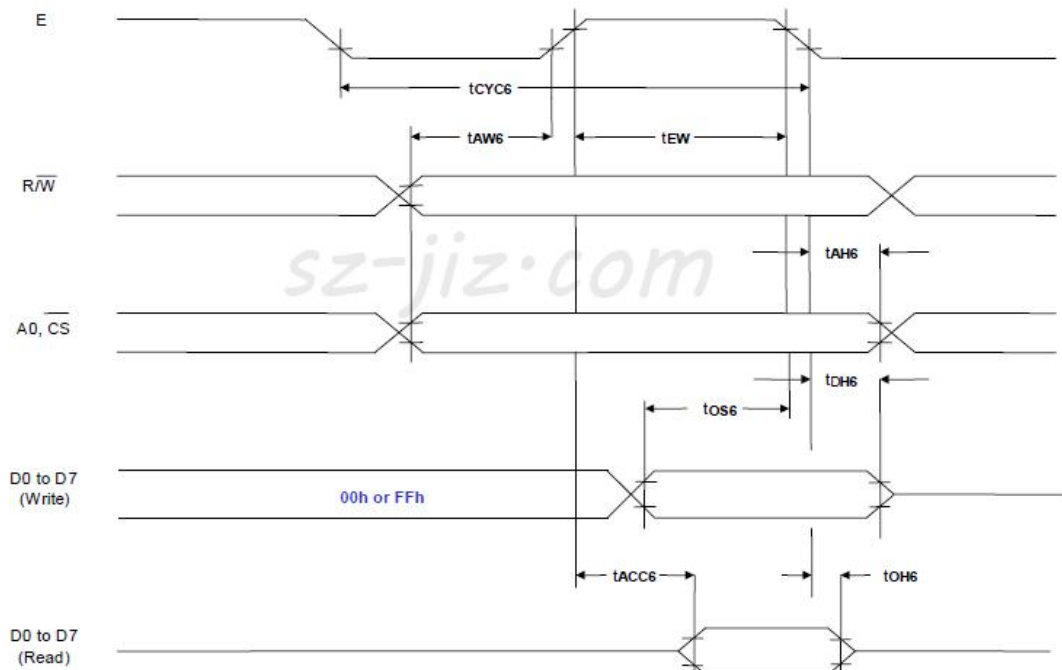 E
tCYC6
tAW6
tEW
R/W̅
tAH6
sz-jiz·com
A0, C̅S̅
tDH6
tOS6
D0 to D7
(Write)
00h or FFh
tACC6
tOH6
D0 to D7
(Read)